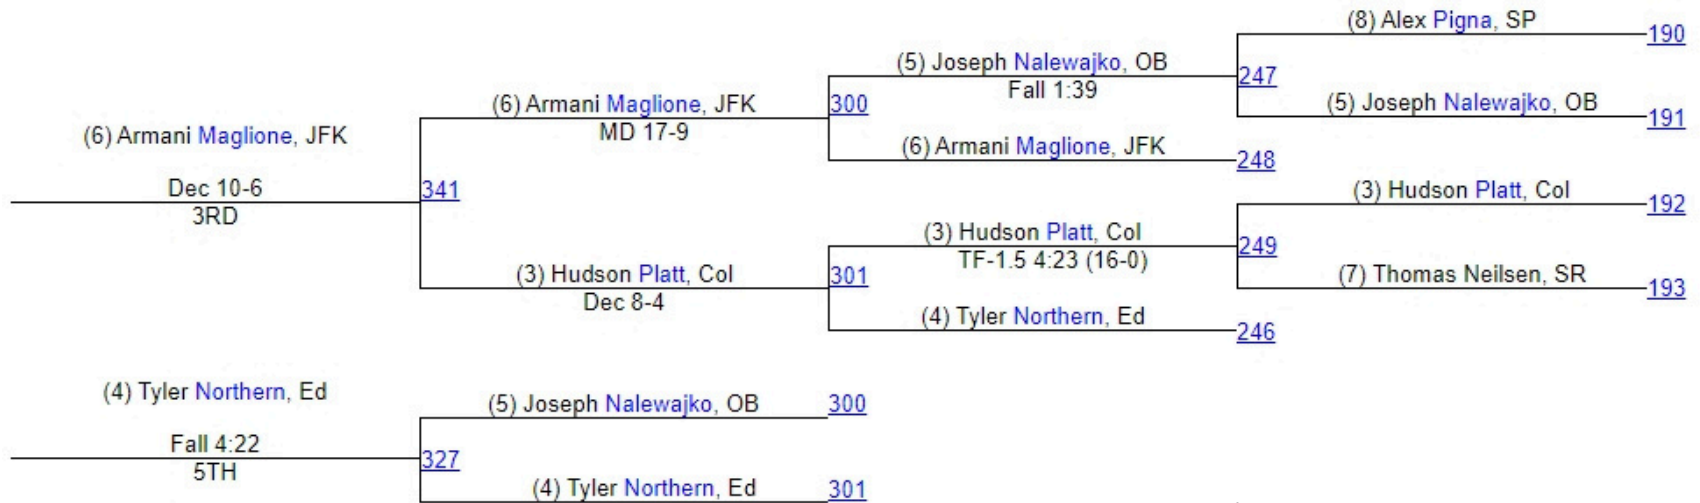 (8) Alex Pigna, SP
190
(5) Joseph Nalewajko, OB
247
Fall 1:39
(6) Armani Maglione, JFK
300
(5) Joseph Nalewajko, OB
191
MD 17-9
(6) Armani Maglione, JFK
(6) Armani Maglione, JFK
248
Dec 10-6
341
(3) Hudson Platt, Col
192
3RD
(3) Hudson Platt, Col
249
TF-1.5 4:23 (16-0)
(3) Hudson Platt, Col
301
(7) Thomas Neilsen, SR
193
Dec 8-4
(4) Tyler Northern, Ed
246
(4) Tyler Northern, Ed
(5) Joseph Nalewajko, OB
300
Fall 4:22
327
5TH
(4) Tyler Northern, Ed
301